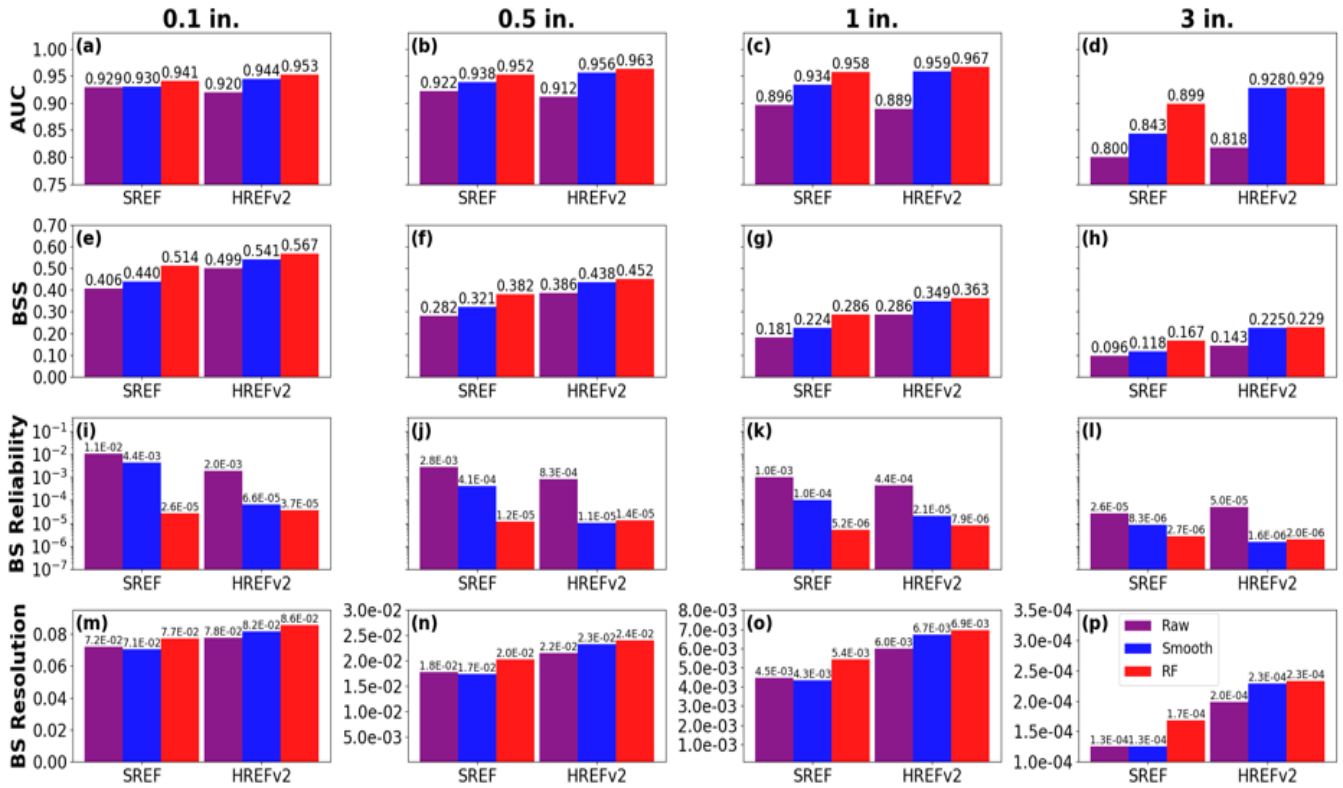 0.1 in. 0.5 in. 1 in. 3 in.
AUC
1.00
0.95
0.90
0.85
0.80
0.75
(a)
0.929 0.930 0.941 0.920 0.944 0.953
SREF HREFv2
(b)
0.922 0.938 0.952 0.912 0.956 0.963
SREF HREFv2
(c)
0.896 0.934 0.958 0.889 0.959 0.967
SREF HREFv2
(d)
0.800 0.843 0.899 0.818 0.928 0.929
SREF HREFv2
BSS
0.70
0.60
0.50
0.40
0.30
0.20
0.10
0.00
(e)
0.406 0.440 0.514 0.499 0.541 0.567
SREF HREFv2
(f)
0.282 0.321 0.382 0.386 0.438 0.452
SREF HREFv2
(g)
0.181 0.224 0.286 0.286 0.349 0.363
SREF HREFv2
(h)
0.096 0.118 0.167 0.143 0.225 0.229
SREF HREFv2
BS Reliability
10⁻¹
10⁻²
10⁻³
10⁻⁴
10⁻⁵
10⁻⁶
10⁻⁷
(i)
1.1E-02 4.4E-03 2.6E-05 2.0E-03 6.6E-05 3.7E-05
SREF HREFv2
(j)
2.8E-03 4.1E-04 1.2E-05 8.3E-04 1.1E-05 1.4E-05
SREF HREFv2
(k)
1.0E-03 1.0E-04 5.2E-06 4.4E-04 2.1E-05 7.9E-06
SREF HREFv2
(l)
2.6E-05 8.3E-06 2.7E-06 5.0E-05 1.6E-06 2.0E-06
SREF HREFv2
BS Resolution
0.08
0.06
0.04
0.02
0.00
(m)
7.2E-02 7.1E-02 7.7E-02 7.8E-02 8.2E-02 8.6E-02
SREF HREFv2
3.0e-02
2.5e-02
2.0e-02
1.5e-02
1.0e-02
5.0e-03
(n)
1.8E-02 1.7E-02 2.0E-02 2.2E-02 2.3E-02 2.4E-02
SREF HREFv2
8.0e-03
7.0e-03
6.0e-03
5.0e-03
4.0e-03
3.0e-03
2.0e-03
1.0e-03
(o)
4.5E-03 4.3E-03 5.4E-03 6.0E-03 6.7E-03 6.9E-03
SREF HREFv2
3.5e-04
3.0e-04
2.5e-04
2.0e-04
1.5e-04
1.0e-04
(p)
Raw
Smooth
RF
1.3E-04 1.3E-04 1.7E-04 2.0E-04 2.3E-04 2.3E-04
SREF HREFv2